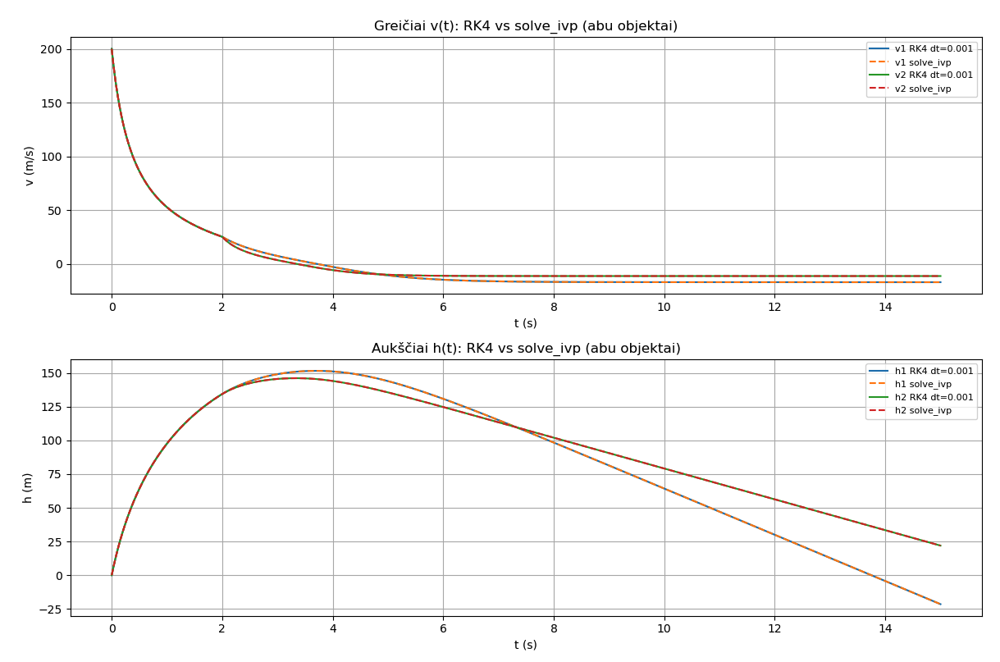 Greičiai v(t): RK4 vs solve_ivp (abu objektai)
v1 RK4 dt=0.001
v1 solve_ivp
v2 RK4 dt=0.001
v2 solve_ivp
200
150
100
50
0
v (m/s)
0 2 4 6 8 10 12 14
t (s)
Aukščiai h(t): RK4 vs solve_ivp (abu objektai)
h1 RK4 dt=0.001
h1 solve_ivp
h2 RK4 dt=0.001
h2 solve_ivp
150
125
100
75
50
25
0
−25
h (m)
0 2 4 6 8 10 12 14
t (s)